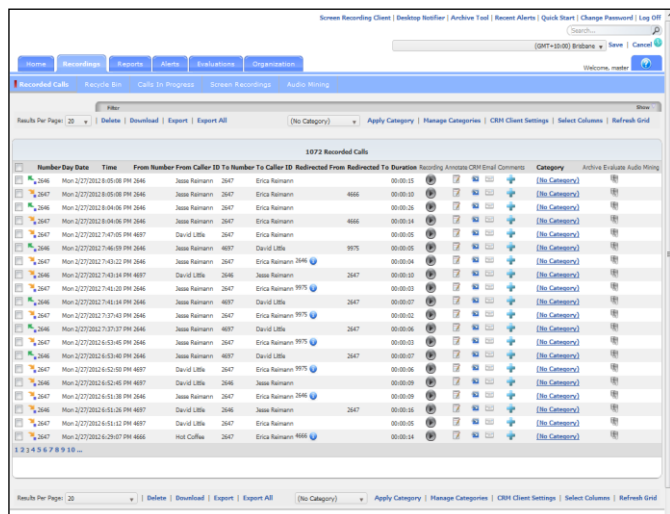 Screen Recording Client | Desktop Notifier | Archive Tool | Recent Alerts | Quick Start | Change Password | Log Off
Search...
(GMT+10:00) Brisbane Save | Cancel
Home Recordings Reports Alerts Evaluations Organization Welcome, master
Recorded Calls Recycle Bin Calls In Progress Screen Recordings Audio Mining
Filter Show
Results Per Page: 20 | Delete | Download | Export | Export All (No Category) Apply Category | Manage Categories | CRM Client Settings | Select Columns | Refresh Grid
1072 Recorded Calls
Number Day Date Time From Number From Caller ID To Number To Caller ID Redirected From Redirected To Duration Recording Annotate CRM Email Comments Category Archive Evaluate Audio Mining
2646 Mon 2/27/2012 8:05:08 PM 2646 Jesse Reimann 2647 Erica Reimann 00:00:15 (No Category)
2647 Mon 2/27/2012 8:05:08 PM 2646 Jesse Reimann 2647 Erica Reimann 4666 00:00:10 (No Category)
2646 Mon 2/27/2012 8:04:06 PM 2646 Jesse Reimann 2647 Erica Reimann 00:00:26 (No Category)
2647 Mon 2/27/2012 8:04:06 PM 2646 Jesse Reimann 2647 Erica Reimann 4666 00:00:14 (No Category)
2647 Mon 2/27/2012 7:47:05 PM 4697 David Little 2647 Erica Reimann 00:00:05 (No Category)
2646 Mon 2/27/2012 7:46:59 PM 2646 Jesse Reimann 4697 David Little 9975 00:00:05 (No Category)
2647 Mon 2/27/2012 7:43:22 PM 2646 Jesse Reimann 2647 Erica Reimann 2646 00:00:04 (No Category)
2646 Mon 2/27/2012 7:43:14 PM 4697 David Little 2646 Jesse Reimann 2647 00:00:10 (No Category)
2647 Mon 2/27/2012 7:41:20 PM 2646 Jesse Reimann 2647 Erica Reimann 9975 00:00:03 (No Category)
2646 Mon 2/27/2012 7:41:14 PM 2646 Jesse Reimann 4697 David Little 2647 00:00:07 (No Category)
2647 Mon 2/27/2012 7:37:43 PM 2646 Jesse Reimann 2647 Erica Reimann 9975 00:00:02 (No Category)
2646 Mon 2/27/2012 7:37:37 PM 2646 Jesse Reimann 4697 David Little 2647 00:00:06 (No Category)
2647 Mon 2/27/2012 6:53:45 PM 2646 Jesse Reimann 2647 Erica Reimann 9975 00:00:03 (No Category)
2646 Mon 2/27/2012 6:53:40 PM 2646 Jesse Reimann 4697 David Little 2647 00:00:07 (No Category)
2647 Mon 2/27/2012 6:52:50 PM 4697 David Little 2647 Erica Reimann 9975 00:00:06 (No Category)
2646 Mon 2/27/2012 6:52:45 PM 4697 David Little 2646 Jesse Reimann 00:00:09 (No Category)
2647 Mon 2/27/2012 6:51:38 PM 2646 Jesse Reimann 2647 Erica Reimann 2646 00:00:09 (No Category)
2646 Mon 2/27/2012 6:51:26 PM 4697 David Little 2646 Jesse Reimann 2647 00:00:16 (No Category)
2647 Mon 2/27/2012 6:51:12 PM 4697 David Little 2647 Erica Reimann 00:00:05 (No Category)
2647 Mon 2/27/2012 6:29:07 PM 4666 Hot Coffee 2647 Erica Reimann 4666 00:00:14 (No Category)
1 2 3 4 5 6 7 8 9 10 ...
Results Per Page: 20 | Delete | Download | Export | Export All (No Category) Apply Category | Manage Categories | CRM Client Settings | Select Columns | Refresh Grid